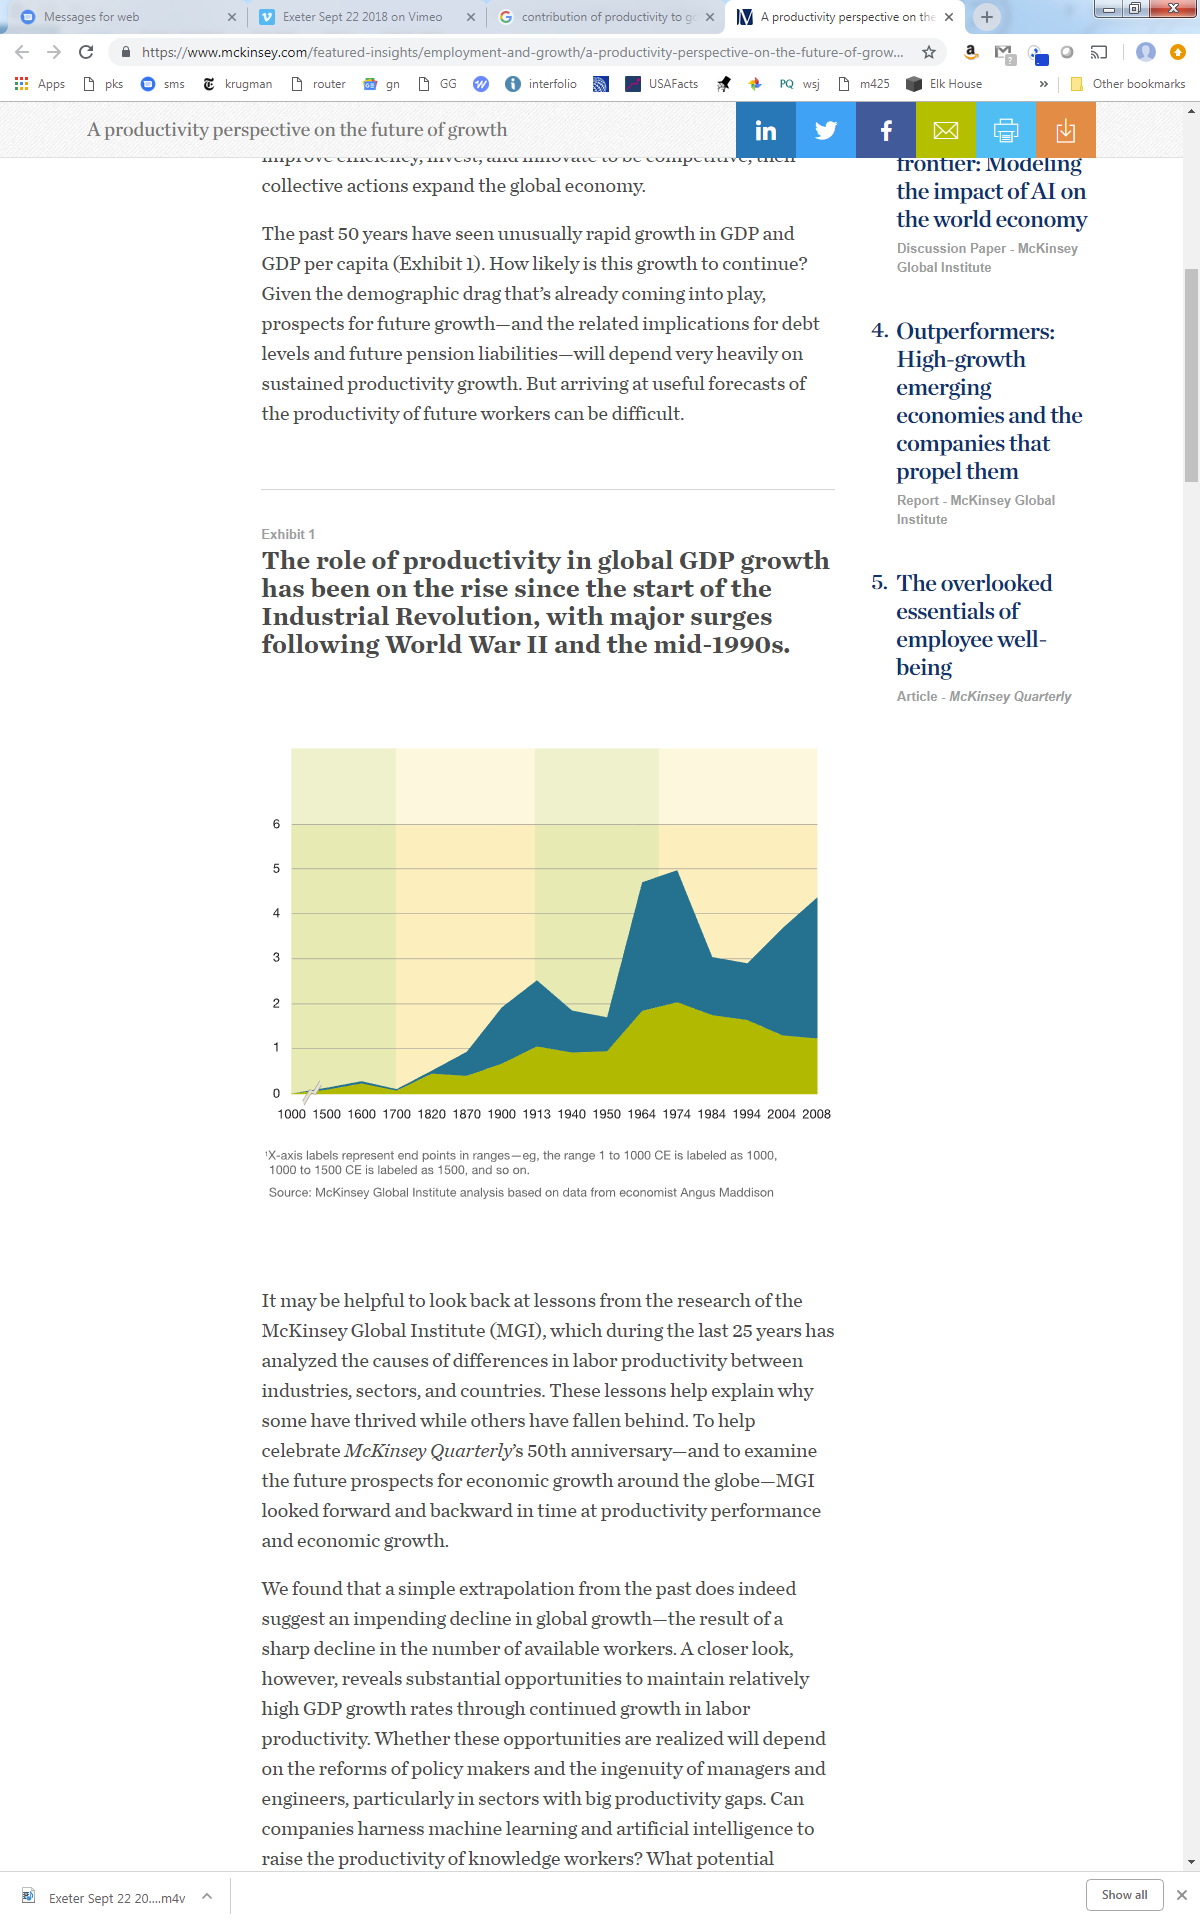 Messages for web
Exeter Sept 22 2018 on Vimeo
contribution of productivity to g
A productivity perspective on the
https://www.mckinsey.com/featured-insights/employment-and-growth/a-productivity-perspective-on-the-future-of-grow...
Apps pks sms krugman router gn GG interfolio USAFacts PQ wsj m425 Elk House » Other bookmarks
A productivity perspective on the future of growth
improve efficiency, invest, and innovate to be competitive, their
collective actions expand the global economy.
The past 50 years have seen unusually rapid growth in GDP and
GDP per capita (Exhibit 1). How likely is this growth to continue?
Given the demographic drag that’s already coming into play,
prospects for future growth—and the related implications for debt
levels and future pension liabilities—will depend very heavily on
sustained productivity growth. But arriving at useful forecasts of
the productivity of future workers can be difficult.
frontier: Modeling
the impact of AI on
the world economy
Discussion Paper - McKinsey
Global Institute
4. Outperformers:
High-growth
emerging
economies and the
companies that
propel them
Report - McKinsey Global
Institute
5. The overlooked
essentials of
employee well-
being
Article - McKinsey Quarterly
Exhibit 1
The role of productivity in global GDP growth
has been on the rise since the start of the
Industrial Revolution, with major surges
following World War II and the mid-1990s.
6
5
4
3
2
1
0
1000 1500 1600 1700 1820 1870 1900 1913 1940 1950 1964 1974 1984 1994 2004 2008
¹X-axis labels represent end points in ranges—eg, the range 1 to 1000 CE is labeled as 1000,
1000 to 1500 CE is labeled as 1500, and so on.
Source: McKinsey Global Institute analysis based on data from economist Angus Maddison
It may be helpful to look back at lessons from the research of the
McKinsey Global Institute (MGI), which during the last 25 years has
analyzed the causes of differences in labor productivity between
industries, sectors, and countries. These lessons help explain why
some have thrived while others have fallen behind. To help
celebrate McKinsey Quarterly’s 50th anniversary—and to examine
the future prospects for economic growth around the globe—MGI
looked forward and backward in time at productivity performance
and economic growth.
We found that a simple extrapolation from the past does indeed
suggest an impending decline in global growth—the result of a
sharp decline in the number of available workers. A closer look,
however, reveals substantial opportunities to maintain relatively
high GDP growth rates through continued growth in labor
productivity. Whether these opportunities are realized will depend
on the reforms of policy makers and the ingenuity of managers and
engineers, particularly in sectors with big productivity gaps. Can
companies harness machine learning and artificial intelligence to
raise the productivity of knowledge workers? What potential
Exeter Sept 22 20....m4v
Show all